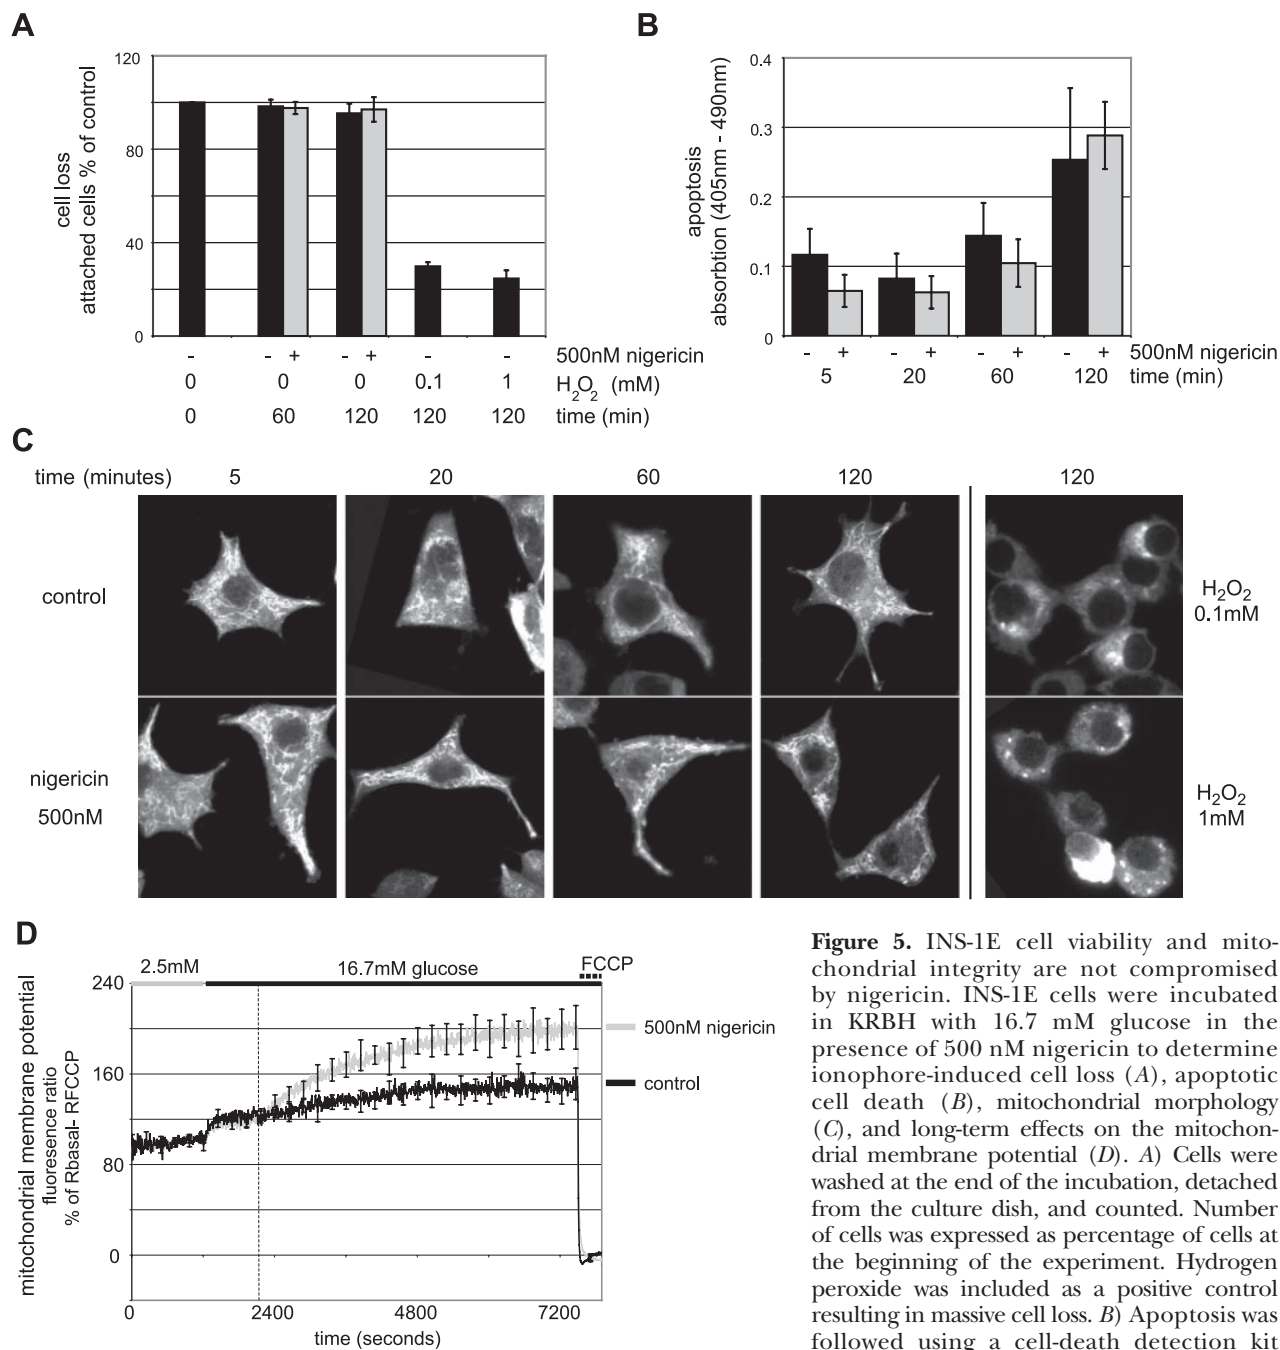 A
120
80
40
0
cell loss
attached cells % of control
- - + - + - - 500nM nigericin
0 0 0 0.1 1 H2O2 (mM)
0 60 120 120 120 time (min)
B
0.4
0.3
0.2
0.1
0
apoptosis
absorbtion (405nm - 490nm)
- + - + - + - + 500nM nigericin
5 20 60 120 time (min)
C
time (minutes) 5 20 60 120 120
control
H2O2
0.1mM
nigericin
500nM
H2O2
1mM
D
2.5mM 16.7mM glucose FCCP
240
160
80
0
mitochondrial membrane potential
fluoresence ratio
% of Rbasal- RFCCP
500nM nigericin
control
0 2400 4800 7200
time (seconds)
Figure 5. INS-1E cell viability and mito-
chondrial integrity are not compromised
by nigericin. INS-1E cells were incubated
in KRBH with 16.7 mM glucose in the
presence of 500 nM nigericin to determine
ionophore-induced cell loss (A), apoptotic
cell death (B), mitochondrial morphology
(C), and long-term effects on the mitochon-
drial membrane potential (D). A) Cells were
washed at the end of the incubation, detached
from the culture dish, and counted. Number
of cells was expressed as percentage of cells at
the beginning of the experiment. Hydrogen
peroxide was included as a positive control
resulting in massive cell loss. B) Apoptosis was
followed using a cell-death detection kit